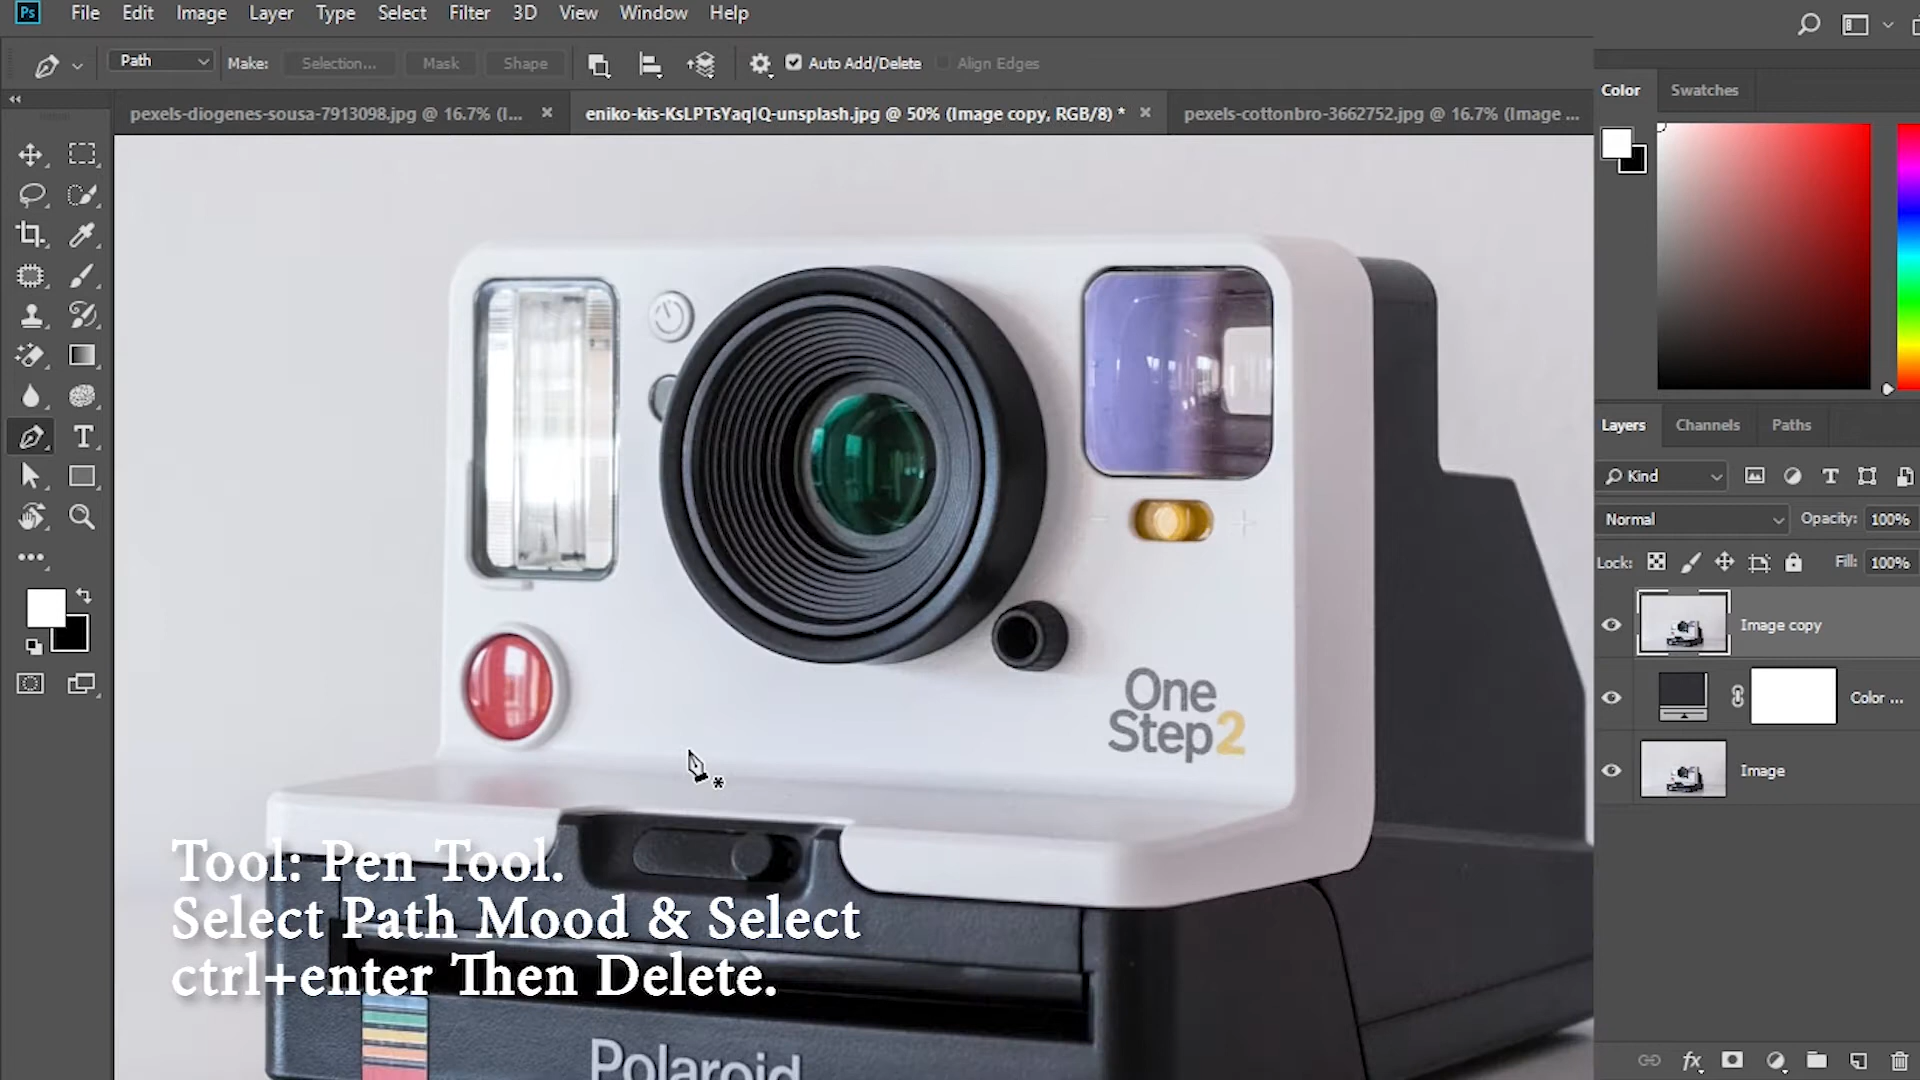 Ps File Edit Image Layer Type Select Filter 3D View Window Help
Path Make: Selection... Mask Shape Auto Add/Delete Align Edges
pexels-diogenes-sousa-7913098.jpg @ 16.7% (I... × eniko-kis-KsLPTsYaqIQ-unsplash.jpg @ 50% (Image copy, RGB/8) * × pexels-cottonbro-3662752.jpg @ 16.7% (Image ...
Color Swatches
Layers Channels Paths
Kind
Normal Opacity: 100%
Lock: Fill: 100%
Image copy
Color ...
Image
T
One
Step2
Tool: Pen Tool.
Select Path Mood & Select
ctrl+enter Then Delete.
Polaroid
fx